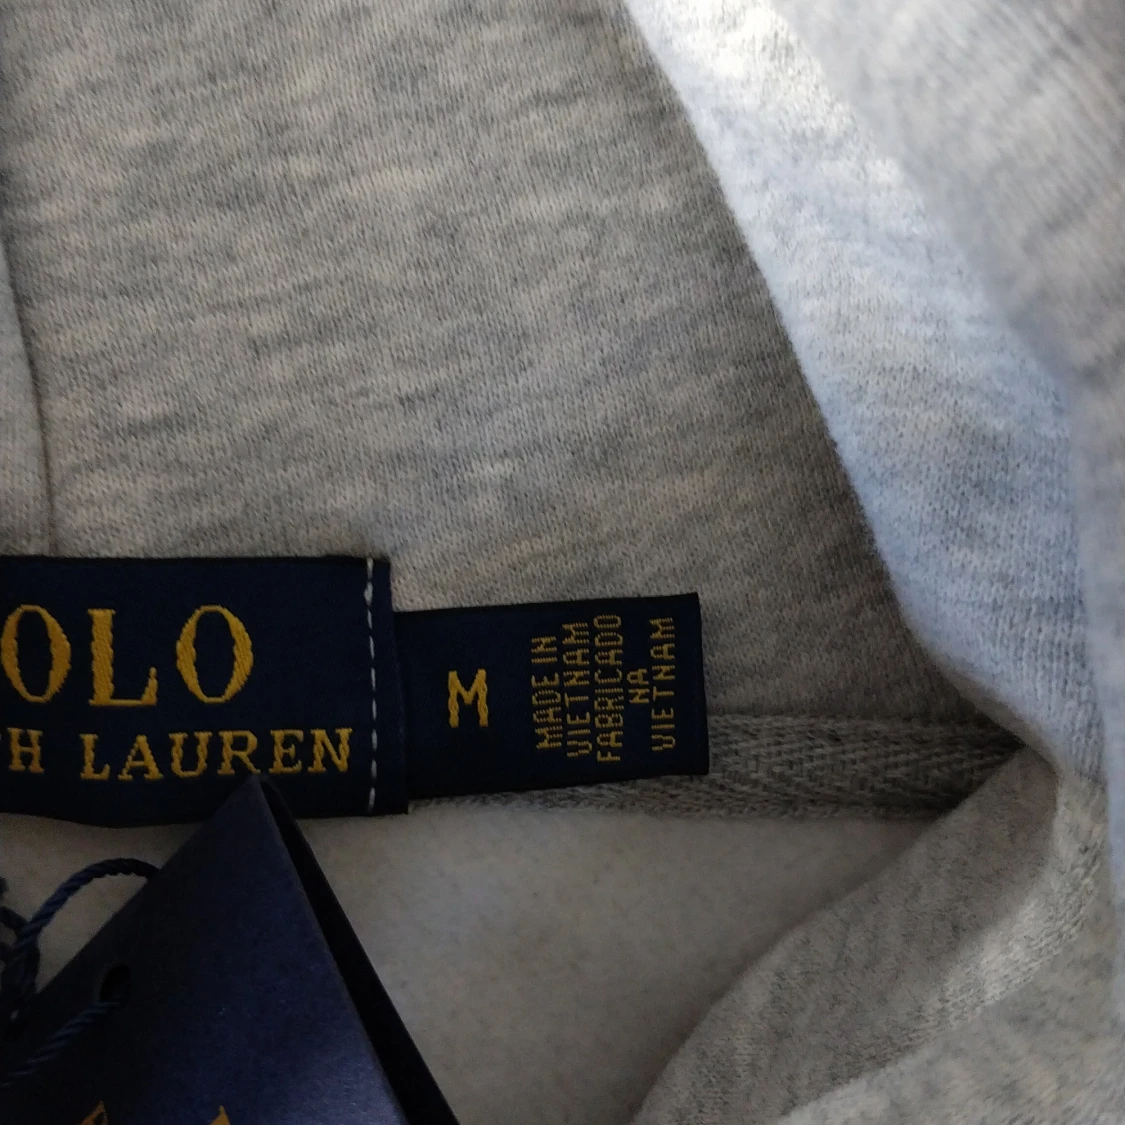 OLO
H LAUREN
M
MADE IN
VIETNAM
FABRICADO
NA
VIETNAM